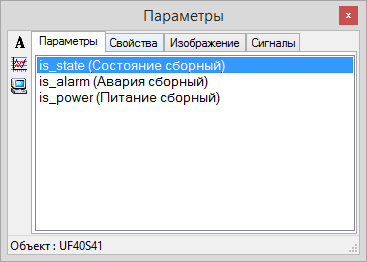 Параметры
x
A
Параметры Свойства Изображение Сигналы
is_state (Состояние сборный)
is_alarm (Авария сборный)
is_power (Питание сборный)
Объект : UF40S41